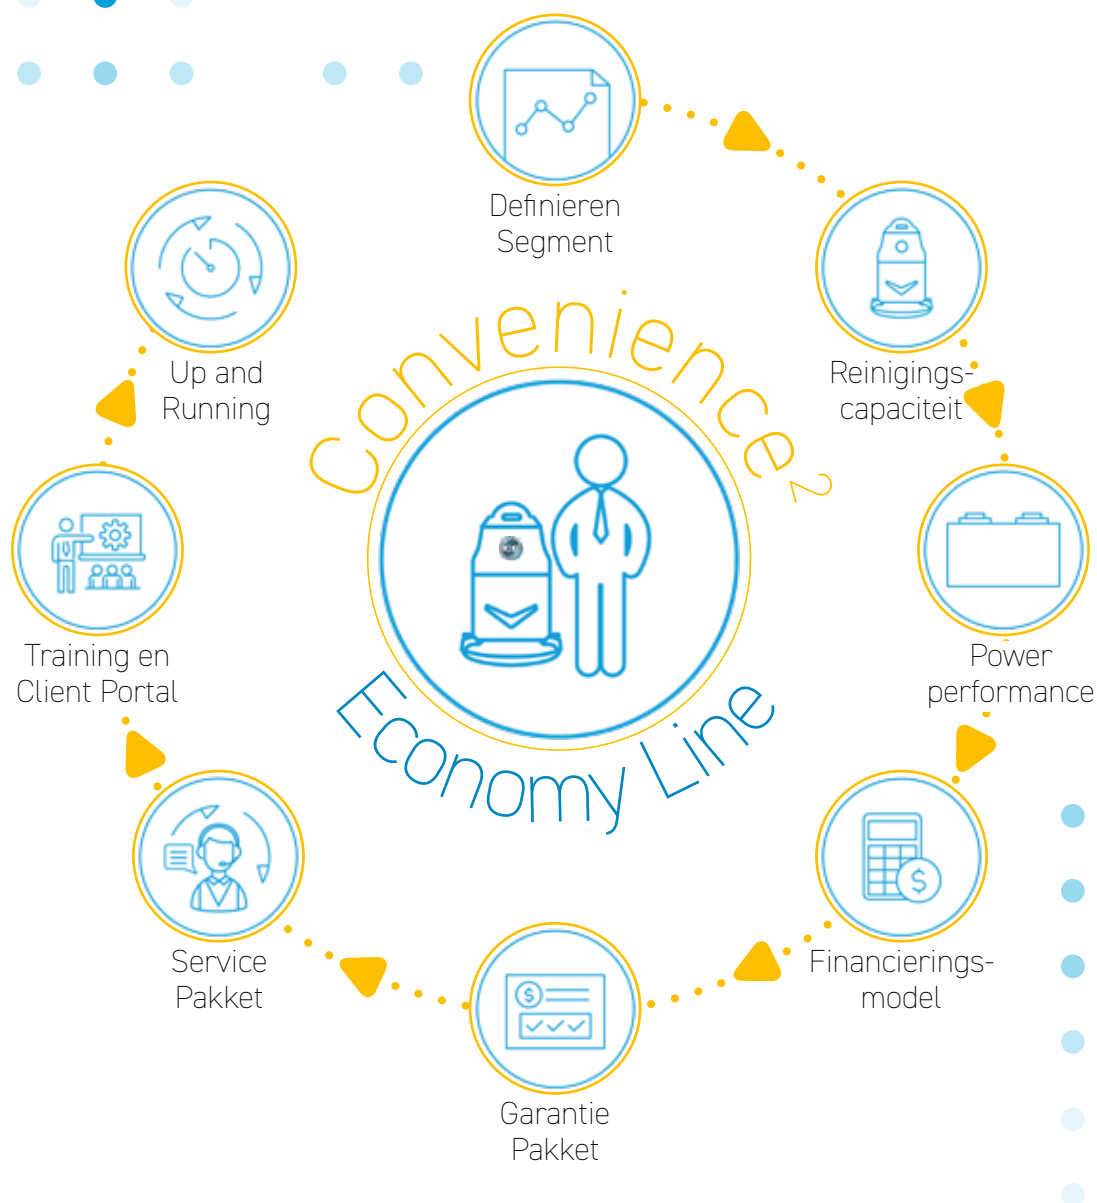 Definieren
Segment
Reinigings-
capaciteit
Power
performance
Financierings-
model
Garantie
Pakket
Service
Pakket
Training en
Client Portal
Up and
Running
Convenience²
Economy Line